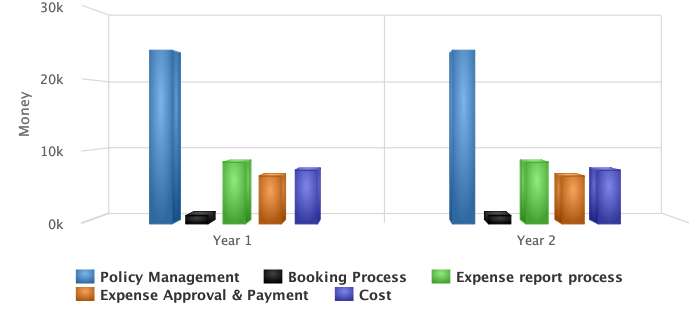 30k
20k
10k
0k
Money
Year 1
Year 2
Policy Management
Booking Process
Expense report process
Expense Approval & Payment
Cost